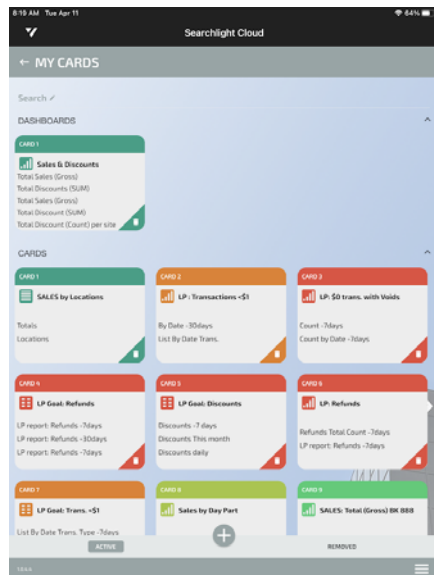 8:19 AM Tue Apr 11
64%
Searchlight Cloud
← MY CARDS
Search
DASHBOARDS
CARD 1
Sales & Discounts
Total Sales (Gross)
Total Discounts (SUM)
Total Sales (Gross)
Total Discount (SUM)
Total Discount (Count) per site
CARDS
CARD 1
SALES by Locations
Totals
Locations
CARD 2
LP : Transactions <$1
By Date -30days
List By Date Trans.
CARD 3
LP: $0 trans. with Voids
Count -7days
Count by Date -7days
CARD 4
LP Goal: Refunds
LP report: Refunds -7days
LP report: Refunds -30days
LP report: Refunds -7days
CARD 5
LP Goal: Discounts
Discounts -7 days
Discounts This month
Discounts daily
CARD 6
LP: Refunds
Refunds Total Count -7days
LP report: Refunds -7days
CARD 7
LP Goal: Trans. <$1
List By Date Trans. Type -7days
CARD 8
Sales by Day Part
CARD 9
SALES: Total (Gross) BK 888
ACTIVE
REMOVED